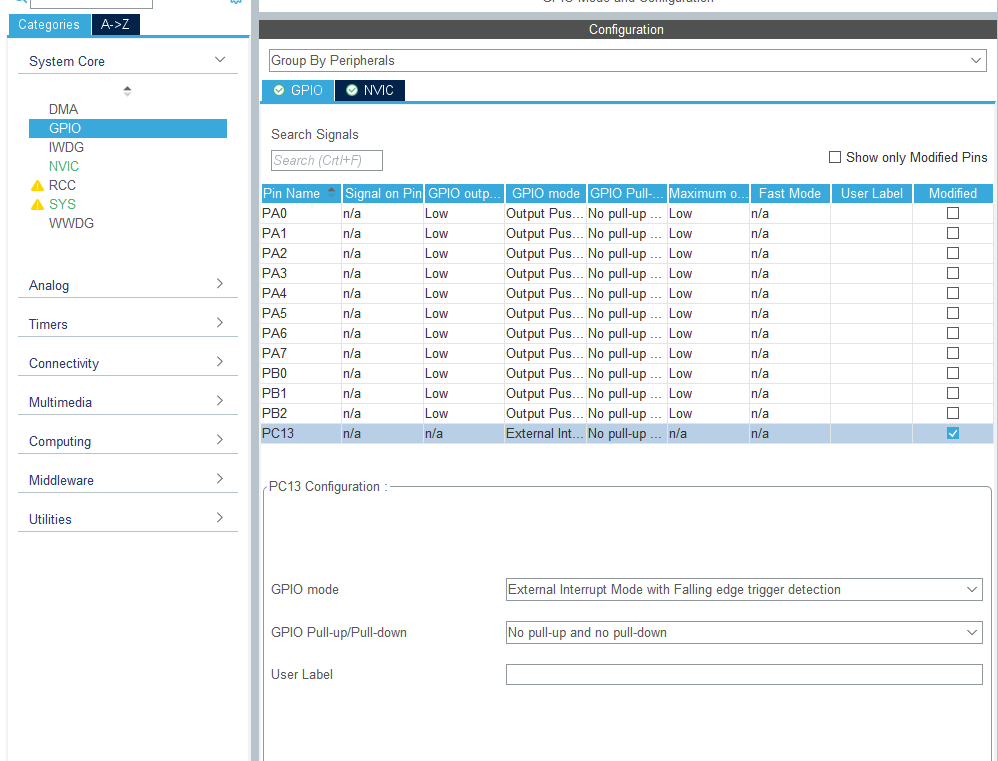 GPIO Mode and Configuration
Categories
A->Z
System Core
DMA
GPIO
IWDG
NVIC
RCC
SYS
WWDG
Analog
Timers
Connectivity
Multimedia
Computing
Middleware
Utilities
Configuration
Group By Peripherals
GPIO NVIC
Search Signals
Search (Crtl+F)
Show only Modified Pins
Pin Name Signal on Pin GPIO outp... GPIO mode GPIO Pull-... Maximum o... Fast Mode User Label Modified
PA0 n/a Low Output Pus... No pull-up ... Low n/a
PA1 n/a Low Output Pus... No pull-up ... Low n/a
PA2 n/a Low Output Pus... No pull-up ... Low n/a
PA3 n/a Low Output Pus... No pull-up ... Low n/a
PA4 n/a Low Output Pus... No pull-up ... Low n/a
PA5 n/a Low Output Pus... No pull-up ... Low n/a
PA6 n/a Low Output Pus... No pull-up ... Low n/a
PA7 n/a Low Output Pus... No pull-up ... Low n/a
PB0 n/a Low Output Pus... No pull-up ... Low n/a
PB1 n/a Low Output Pus... No pull-up ... Low n/a
PB2 n/a Low Output Pus... No pull-up ... Low n/a
PC13 n/a n/a External Int... No pull-up ... n/a n/a
PC13 Configuration :
GPIO mode External Interrupt Mode with Falling edge trigger detection
GPIO Pull-up/Pull-down No pull-up and no pull-down
User Label